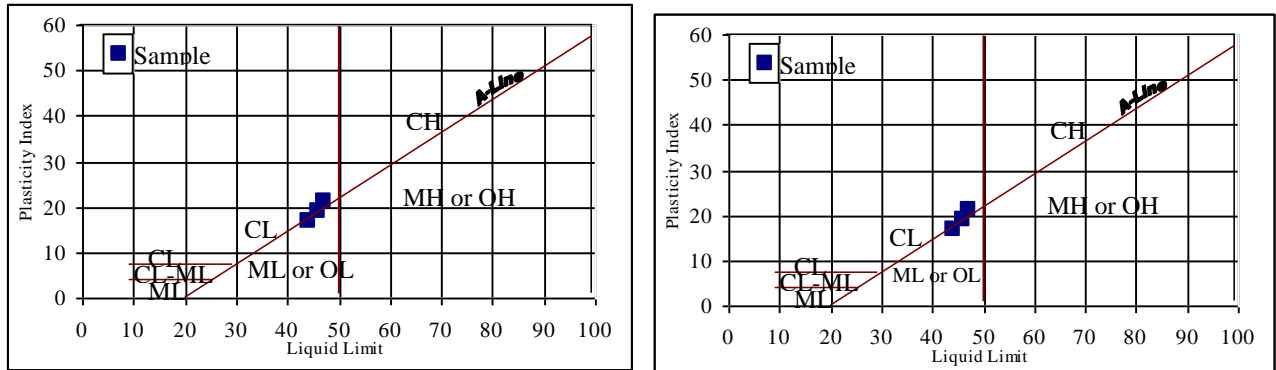 60
50
40
30
20
10
0
Plasticity Index
Sample
A-Line
CH
MH or OH
CL
ML or OL
CL
CL-ML
ML
0 10 20 30 40 50 60 70 80 90 100
Liquid Limit
60
50
40
30
20
10
0
Plasticity Index
Sample
A-Line
CH
MH or OH
CL
ML or OL
CL
CL-ML
ML
0 10 20 30 40 50 60 70 80 90 100
Liquid Limit